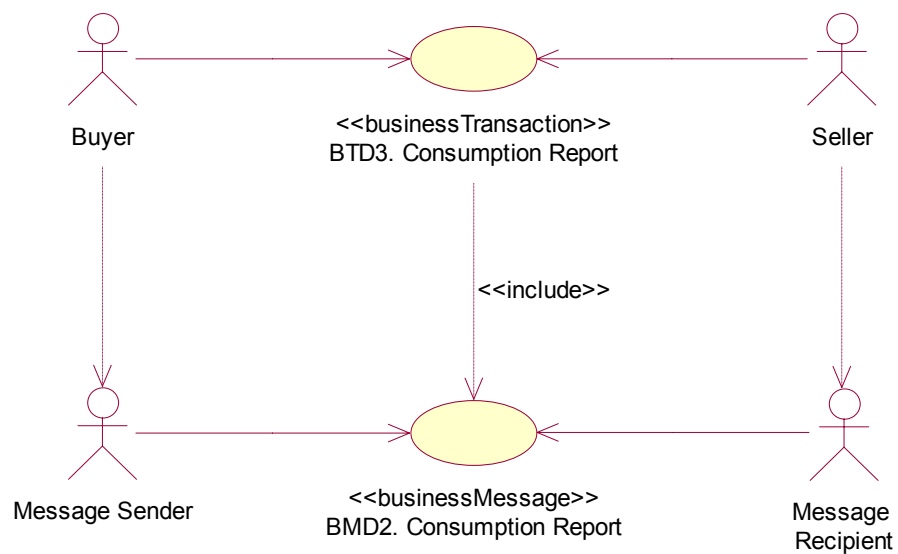 Buyer
<<businessTransaction>>
BTD3. Consumption Report
Seller
<<include>>
Message Sender
<<businessMessage>>
BMD2. Consumption Report
Message
Recipient